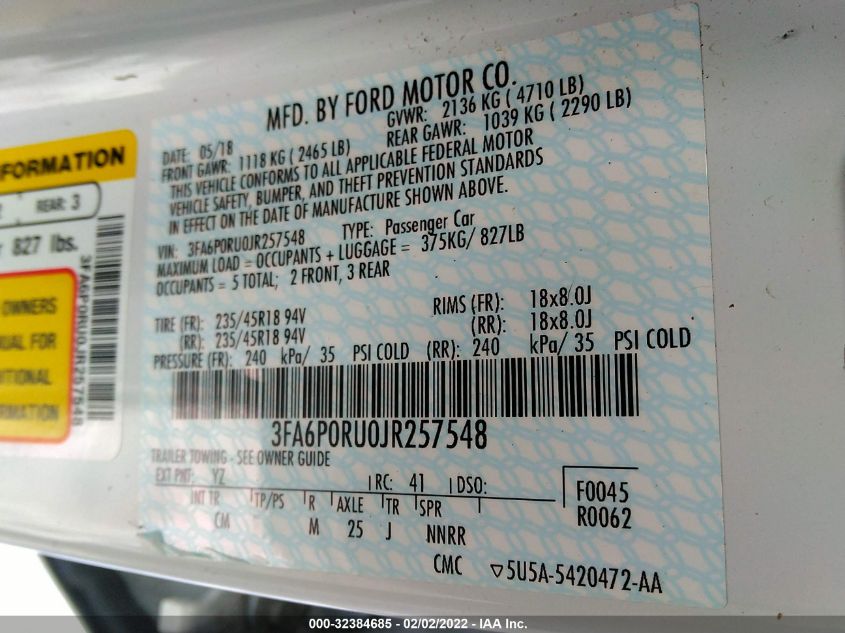 MFD. BY FORD MOTOR CO.
DATE: 05/18 GVWR: 2136 KG ( 4710 LB)
FRONT GAWR: 1118 KG ( 2465 LB) REAR GAWR: 1039 KG ( 2290 LB)
THIS VEHICLE CONFORMS TO ALL APPLICABLE FEDERAL MOTOR
VEHICLE SAFETY, BUMPER, AND THEFT PREVENTION STANDARDS
IN EFFECT ON THE DATE OF MANUFACTURE SHOWN ABOVE.
VIN: 3FA6P0RU0JR257548 TYPE: Passenger Car
MAXIMUM LOAD = OCCUPANTS + LUGGAGE = 375KG/ 827LB
OCCUPANTS = 5 TOTAL; 2 FRONT, 3 REAR
TIRE (FR): 235/45R18 94V RIMS (FR): 18x8.0J
(RR): 235/45R18 94V (RR): 18x8.0J
PRESSURE (FR): 240 kPa/ 35 PSI COLD (RR): 240 kPa/ 35 PSI COLD
3FA6P0RU0JR257548
TRAILER TOWING - SEE OWNER GUIDE
EXT PNT: YZ RC: 41 DSO:
INT TR TP/PS R AXLE TR SPR
CM M 25 J NNRR
F0045
R0062
CMC 5U5A-5420472-AA
FORMATION
REAR: 3
827 lbs.
3FA6P0RU0JR257548
OWNERS
FOR
000-32384685 - 02/02/2022 - IAA Inc.